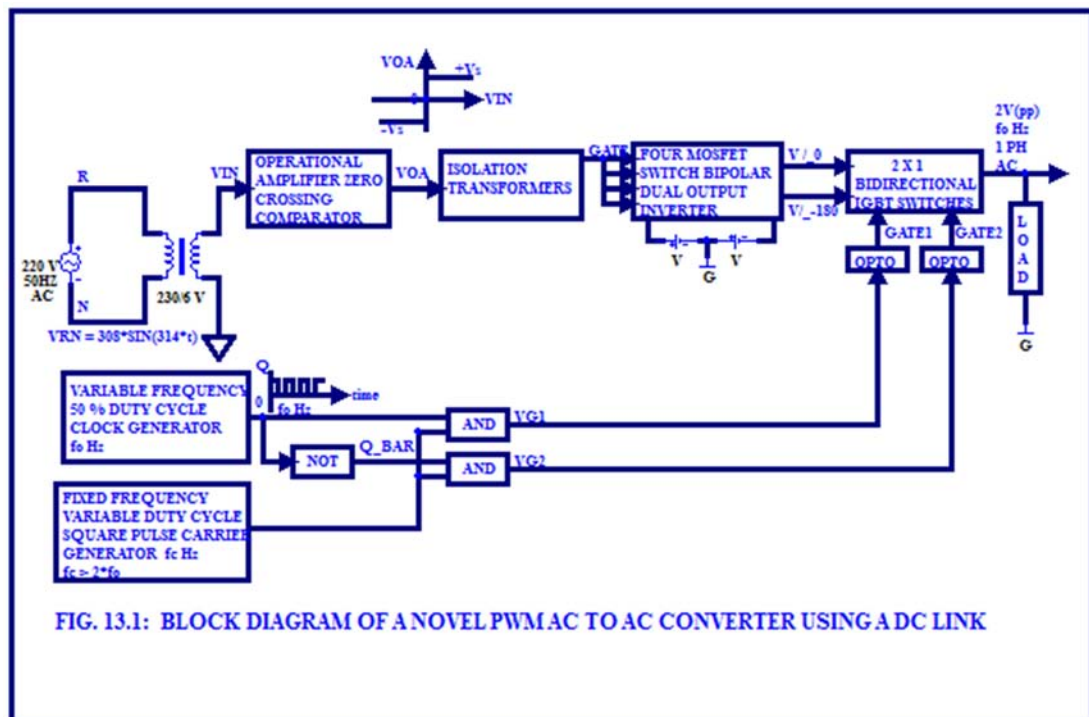 VOA
+Vs
0
VIN
-Vs
2V(pp)
fo Hz
1 PH
AC
R
VIN
OPERATIONAL
AMPLIFIER ZERO
CROSSING
COMPARATOR
VOA
ISOLATION
TRANSFORMERS
GATE
FOUR MOSFET
SWITCH BIPOLAR
DUAL OUTPUT
INVERTER
V/_0
V/_-180
2 X 1
BIDIRECTIONAL
IGBT SWITCHES
GATE1
GATE2
OPTO
OPTO
LOAD
+
-
220 V
50HZ
AC
N
230/6 V
V
V
G
G
VRN = 308*SIN(314*t)
VARIABLE FREQUENCY
50 % DUTY CYCLE
CLOCK GENERATOR
fo Hz
Q
0
time
fo Hz
NOT
Q_BAR
AND
VG1
AND
VG2
FIXED FREQUENCY
VARIABLE DUTY CYCLE
SQUARE PULSE CARRIER
GENERATOR fc Hz
fc > 2*fo
FIG. 13.1: BLOCK DIAGRAM OF A NOVEL PWM AC TO AC CONVERTER USING A DC LINK